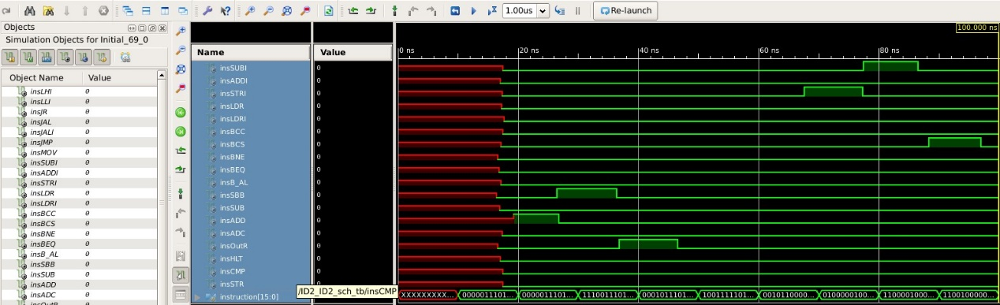 1.00us
Re-launch
Objects
Simulation Objects for Initial_69_0
Object Name Value
insLHI 0
insLLI 0
insJR 0
insJAL 0
insJALI 0
insJMP 0
insMOV 0
insSUBI 0
insADDI 0
insSTRI 0
insLDR 0
insLDRI 0
insBCC 0
insBCS 0
insBNE 0
insBEQ 0
insB_AL 0
insSBB 0
insSUB 0
insADD 0
insADC 0
insOutR 0
100.000 ns
Name Value
0 ns 20 ns 40 ns 60 ns 80 ns
insSUBI 0
insADDI 0
insSTRI 0
insLDR 0
insLDRI 0
insBCC 0
insBCS 0
insBNE 0
insBEQ 0
insB_AL 0
insSBB 0
insSUB 0
insADD 0
insADC 0
insOutR 0
insHLT 0
insCMP 0
insSTR
/ID2_ID2_sch_tb/insCMP
instruction[15:0] XXXXXXXXX... 0000011101... 0000011101... 1110011101... 0001011101... 1001111101... 0010110000... 0100000100... 1100001000... 1100100000...